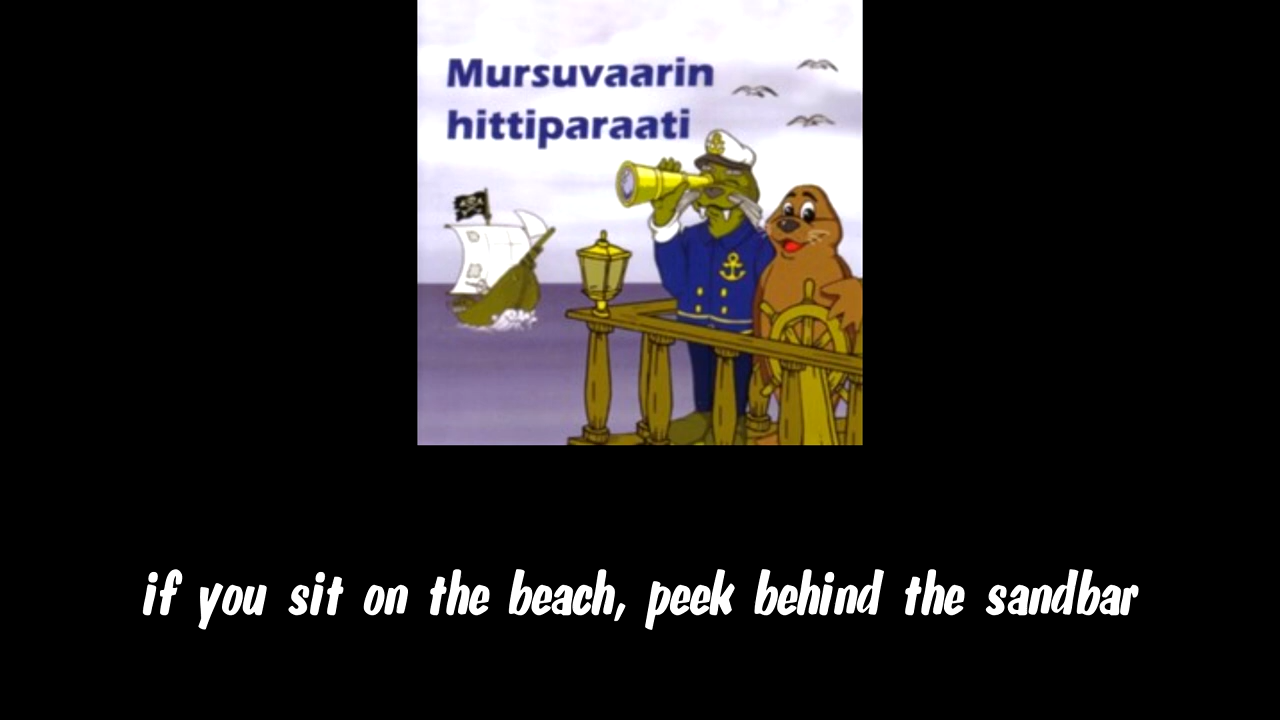 Mursuvaarin
hittiparaati
if you sit on the beach, peek behind the sandbar